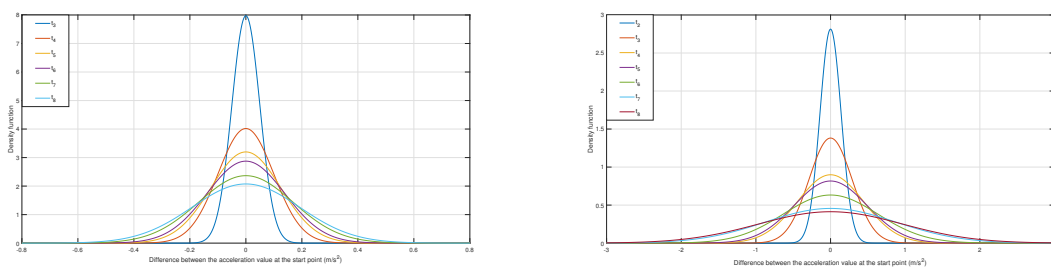 t3
t4
t5
t6
t7
t8
8
7
6
5
4
3
2
1
0
Density function
-0.8
-0.6
-0.4
-0.2
0
0.2
0.4
0.6
0.8
Difference between the acceleration value at the start point (m/s²)
t2
t3
t4
t5
t6
t7
t8
3
2.5
2
1.5
1
0.5
0
Density function
-3
-2
-1
0
1
2
Difference between the acceleration value at the start point (m/s²)